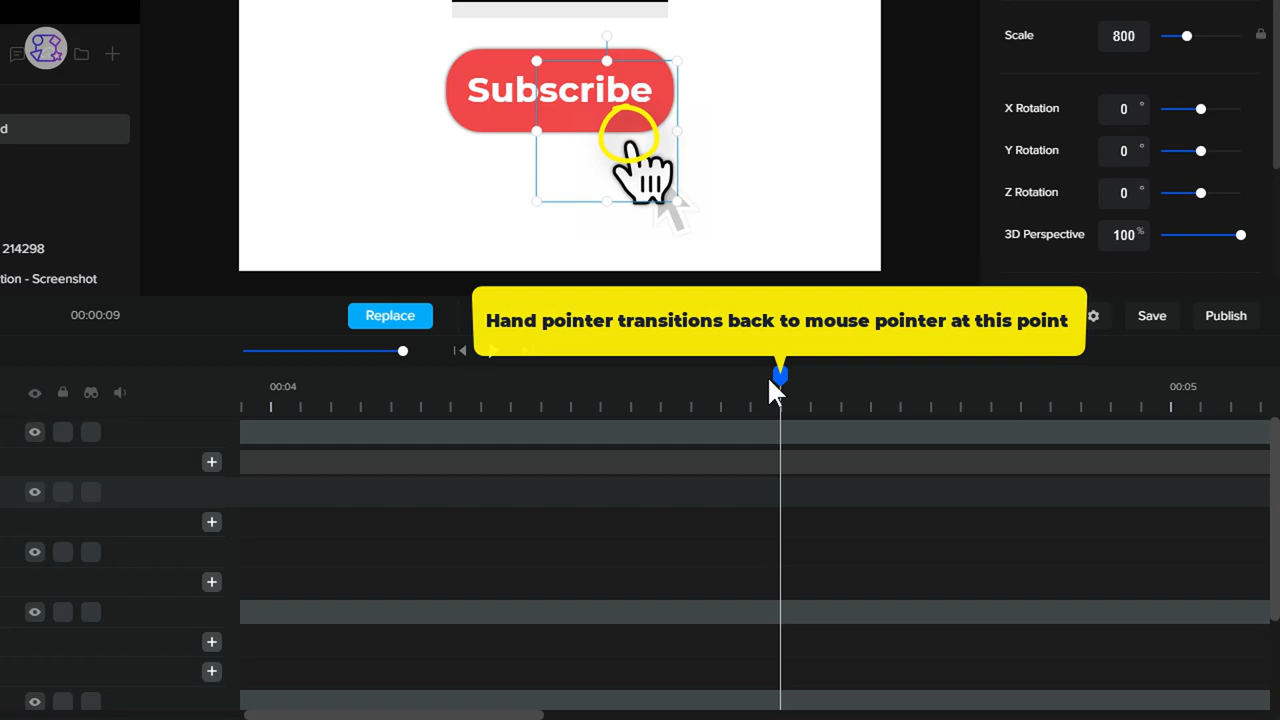 Scale 800
Subscribe
X Rotation 0 °
d
Y Rotation 0 °
Z Rotation 0 °
3D Perspective 100 %
214298
tion - Screenshot
00:00:09
Replace
Hand pointer transitions back to mouse pointer at this point
Save
Publish
00:04
00:05